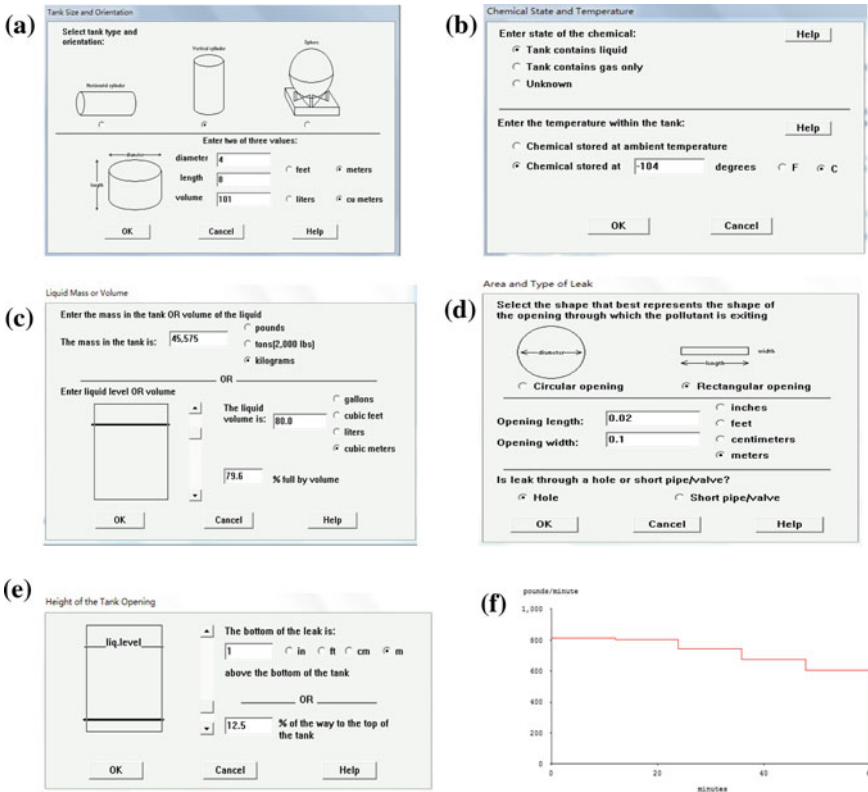 (a)
Tank Size and Orientation
Select tank type and
orientation:
Horizontal cylinder
Vertical cylinder
Sphere
Enter two of three values:
diameter
length
diameter 4
feet
meters
length 8
volume 101
liters
cu meters
OK
Cancel
Help
(b)
Chemical State and Temperature
Enter state of the chemical:
Help
Tank contains liquid
Tank contains gas only
Unknown
Enter the temperature within the tank:
Help
Chemical stored at ambient temperature
Chemical stored at -104 degrees F C
OK
Cancel
(c)
Liquid Mass or Volume
Enter the mass in the tank OR volume of the liquid
The mass in the tank is: 45,575
pounds
tons(2,000 lbs)
kilograms
OR
Enter liquid level OR volume
The liquid
volume is: 80.0
gallons
cubic feet
liters
cubic meters
79.6 % full by volume
OK
Cancel
Help
(d)
Area and Type of Leak
Select the shape that best represents the shape of
the opening through which the pollutant is exiting
diameter
width
length
Circular opening
Rectangular opening
Opening length: 0.02
Opening width: 0.1
inches
feet
centimeters
meters
Is leak through a hole or short pipe/valve?
Hole
Short pipe/valve
OK
Cancel
Help
(e)
Height of the Tank Opening
liq.level
The bottom of the leak is:
1 in ft cm m
above the bottom of the tank
OR
12.5 % of the way to the top of
the tank
OK
Cancel
Help
(f)
pounds/minute
1,000
800
600
400
200
0
0 20 40
minutes